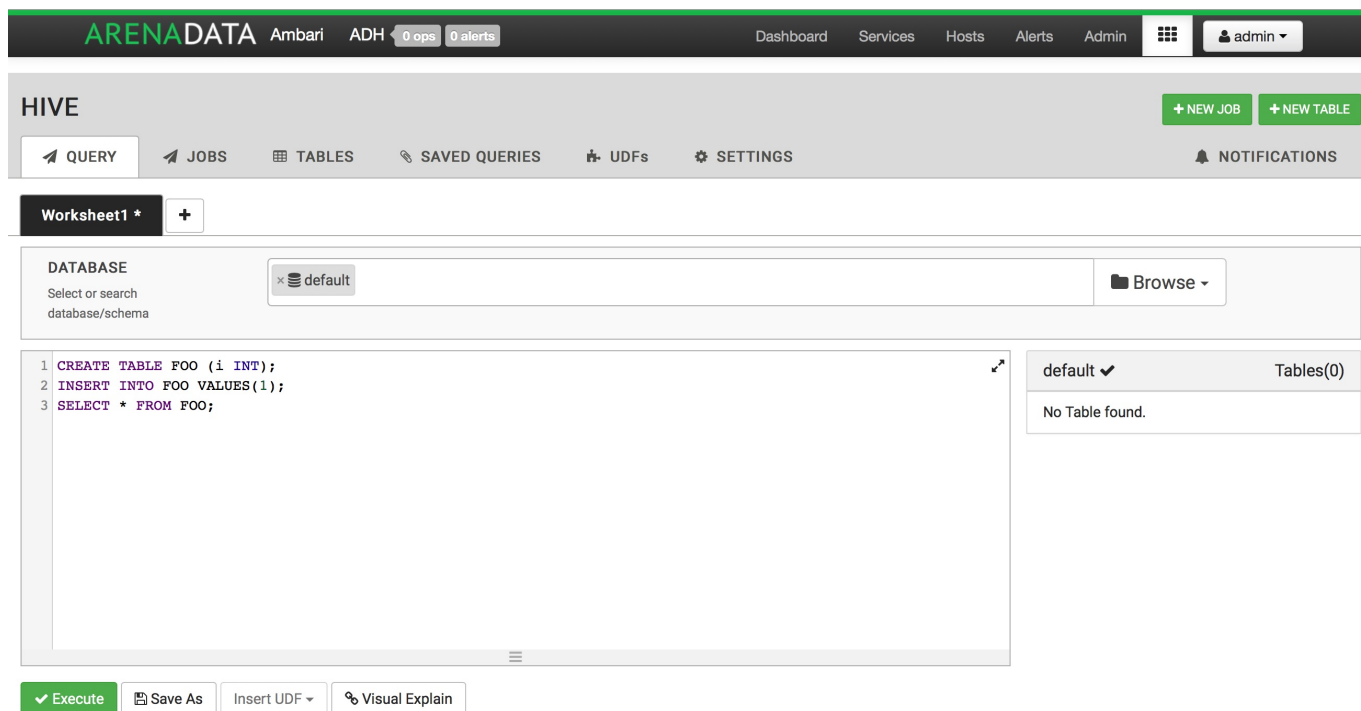 ARENADATA Ambari ADH 0 ops 0 alerts Dashboard Services Hosts Alerts Admin admin
HIVE
+ NEW JOB + NEW TABLE
QUERY JOBS TABLES SAVED QUERIES UDFs SETTINGS NOTIFICATIONS
Worksheet1 * +
DATABASE
Select or search
database/schema
× default
Browse
1 CREATE TABLE FOO (i INT);
2 INSERT INTO FOO VALUES(1);
3 SELECT * FROM FOO;
default Tables(0)
No Table found.
Execute Save As Insert UDF Visual Explain